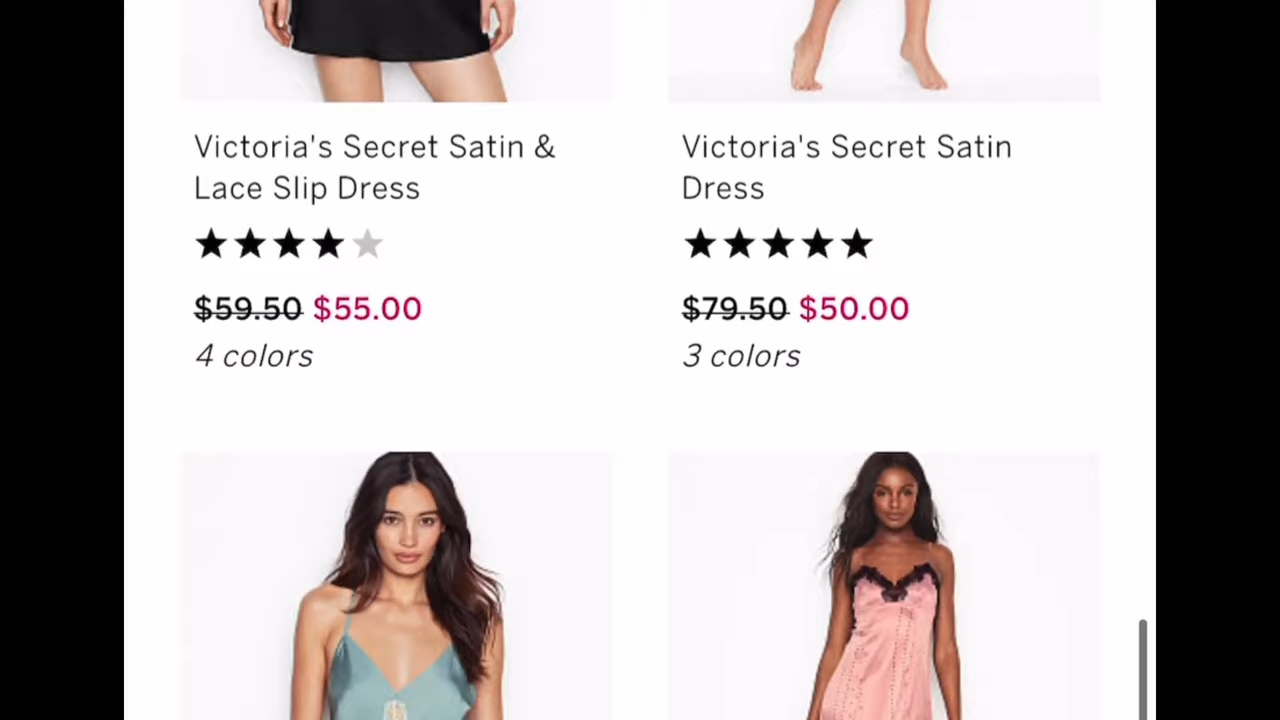 Victoria's Secret Satin &
Lace Slip Dress
$59.50 $55.00
4 colors
Victoria's Secret Satin
Dress
$79.50 $50.00
3 colors